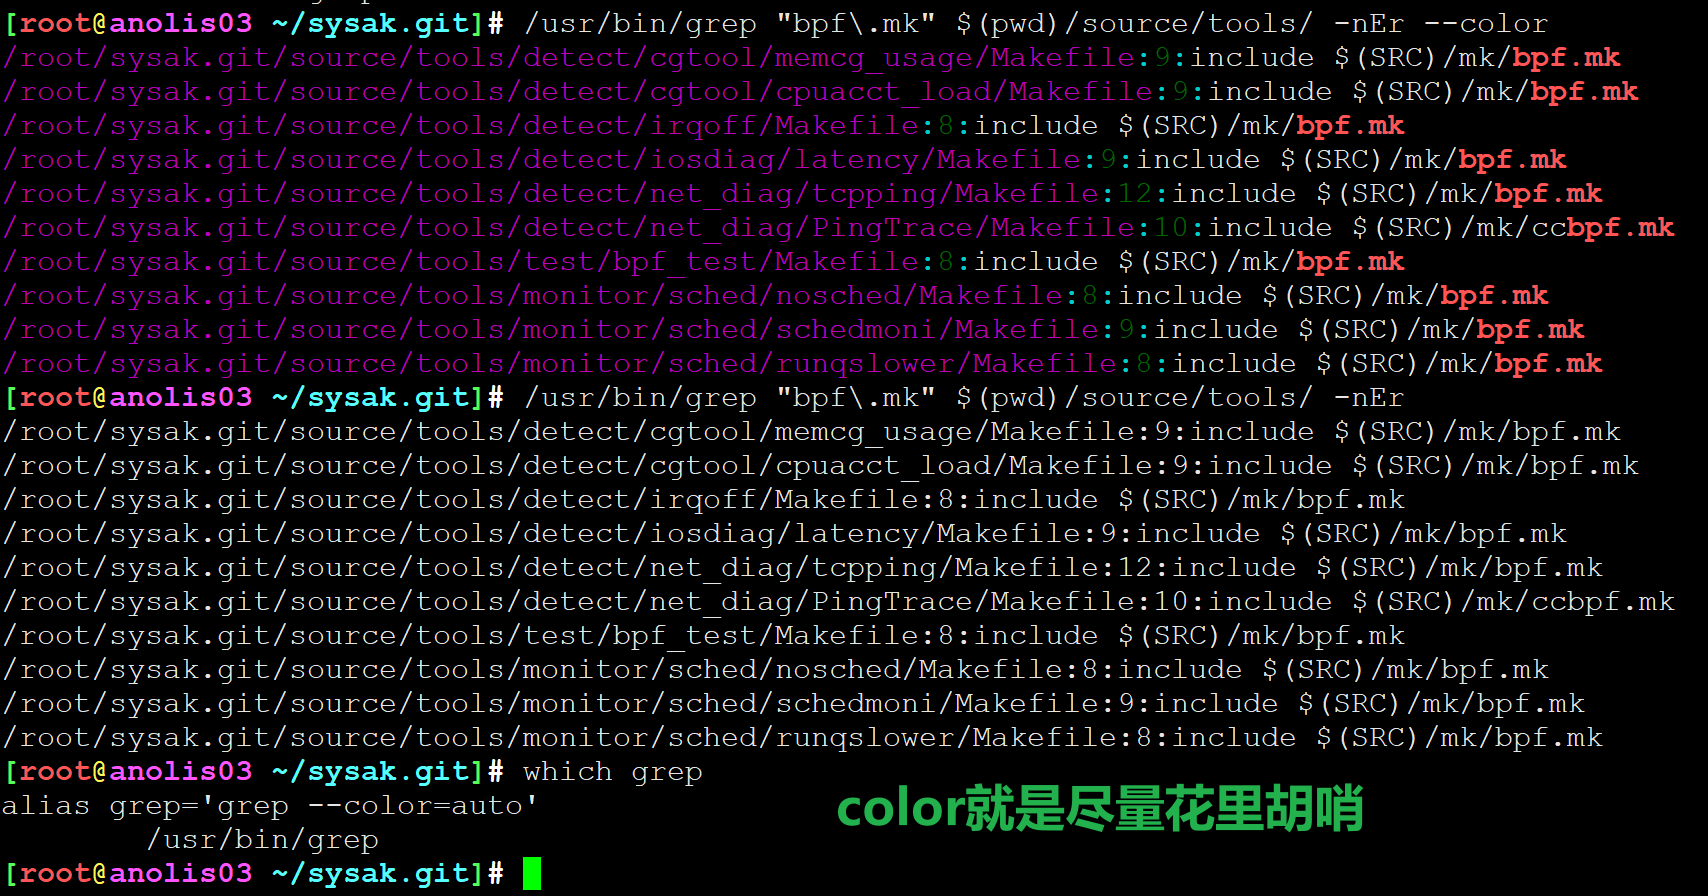 [root@anolis03 ~/sysak.git]# /usr/bin/grep "bpf\.mk" $(pwd)/source/tools/ -nEr --color
/root/sysak.git/source/tools/detect/cgtool/memcg_usage/Makefile:9:include $(SRC)/mk/bpf.mk
/root/sysak.git/source/tools/detect/cgtool/cpuacct_load/Makefile:9:include $(SRC)/mk/bpf.mk
/root/sysak.git/source/tools/detect/irqoff/Makefile:8:include $(SRC)/mk/bpf.mk
/root/sysak.git/source/tools/detect/iosdiag/latency/Makefile:9:include $(SRC)/mk/bpf.mk
/root/sysak.git/source/tools/detect/net_diag/tcpping/Makefile:12:include $(SRC)/mk/bpf.mk
/root/sysak.git/source/tools/detect/net_diag/PingTrace/Makefile:10:include $(SRC)/mk/ccbpf.mk
/root/sysak.git/source/tools/test/bpf_test/Makefile:8:include $(SRC)/mk/bpf.mk
/root/sysak.git/source/tools/monitor/sched/nosched/Makefile:8:include $(SRC)/mk/bpf.mk
/root/sysak.git/source/tools/monitor/sched/schedmoni/Makefile:9:include $(SRC)/mk/bpf.mk
/root/sysak.git/source/tools/monitor/sched/runqslower/Makefile:8:include $(SRC)/mk/bpf.mk
[root@anolis03 ~/sysak.git]# /usr/bin/grep "bpf\.mk" $(pwd)/source/tools/ -nEr
/root/sysak.git/source/tools/detect/cgtool/memcg_usage/Makefile:9:include $(SRC)/mk/bpf.mk
/root/sysak.git/source/tools/detect/cgtool/cpuacct_load/Makefile:9:include $(SRC)/mk/bpf.mk
/root/sysak.git/source/tools/detect/irqoff/Makefile:8:include $(SRC)/mk/bpf.mk
/root/sysak.git/source/tools/detect/iosdiag/latency/Makefile:9:include $(SRC)/mk/bpf.mk
/root/sysak.git/source/tools/detect/net_diag/tcpping/Makefile:12:include $(SRC)/mk/bpf.mk
/root/sysak.git/source/tools/detect/net_diag/PingTrace/Makefile:10:include $(SRC)/mk/ccbpf.mk
/root/sysak.git/source/tools/test/bpf_test/Makefile:8:include $(SRC)/mk/bpf.mk
/root/sysak.git/source/tools/monitor/sched/nosched/Makefile:8:include $(SRC)/mk/bpf.mk
/root/sysak.git/source/tools/monitor/sched/schedmoni/Makefile:9:include $(SRC)/mk/bpf.mk
/root/sysak.git/source/tools/monitor/sched/runqslower/Makefile:8:include $(SRC)/mk/bpf.mk
[root@anolis03 ~/sysak.git]# which grep
alias grep='grep --color=auto'
color就是尽量花里胡哨
/usr/bin/grep
[root@anolis03 ~/sysak.git]#